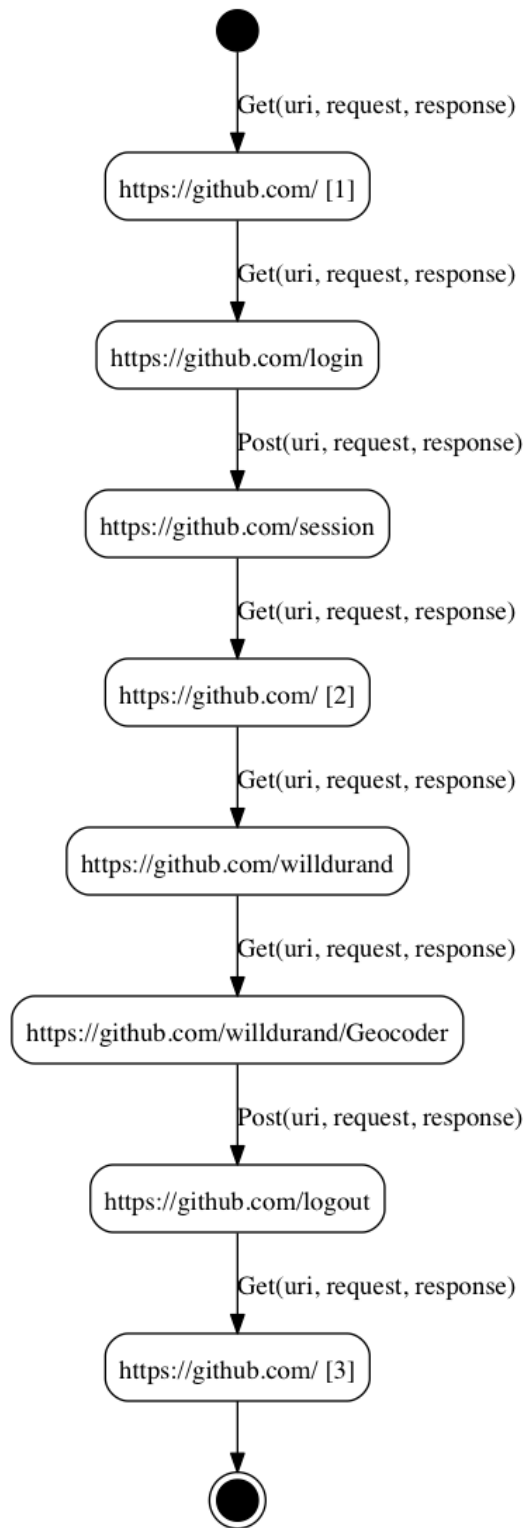 Get(uri, request, response)
https://github.com/ [1]
Get(uri, request, response)
https://github.com/login
Post(uri, request, response)
https://github.com/session
Get(uri, request, response)
https://github.com/ [2]
Get(uri, request, response)
https://github.com/willdurand
Get(uri, request, response)
https://github.com/willdurand/Geocoder
Post(uri, request, response)
https://github.com/logout
Get(uri, request, response)
https://github.com/ [3]